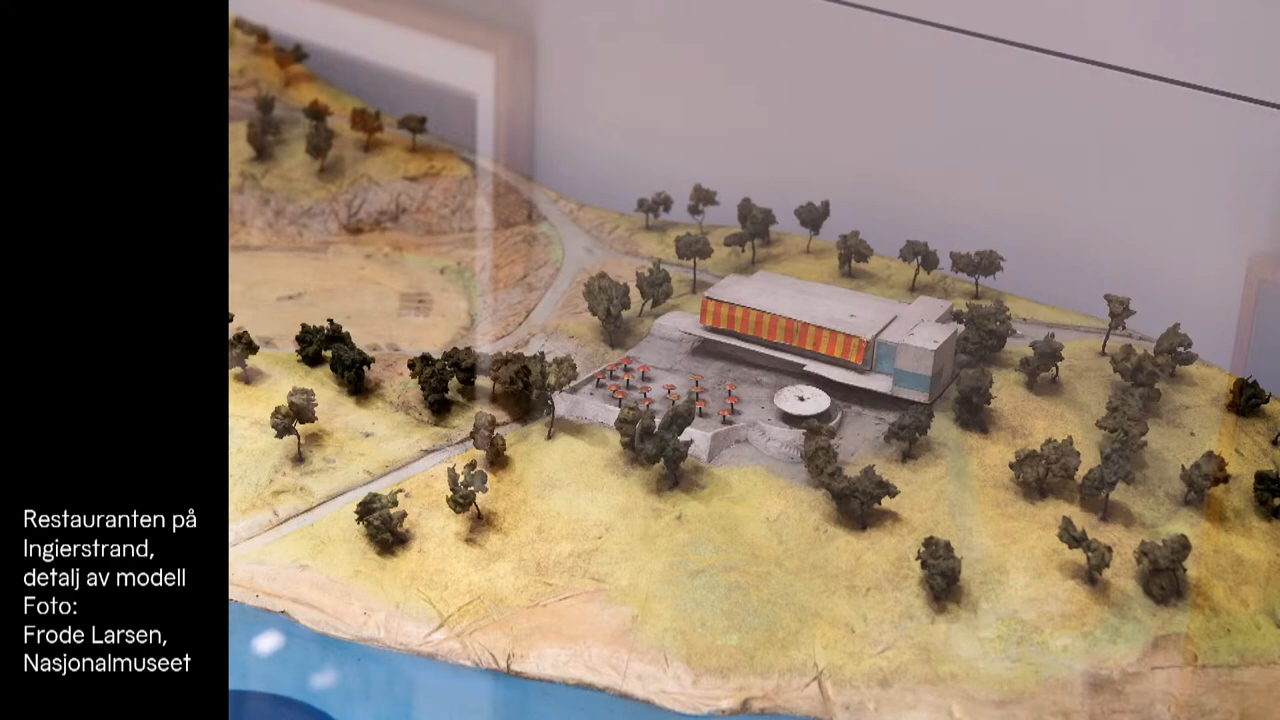 Restauranten på
Ingierstrand,
detalj av modell
Foto:
Frode Larsen,
Nasjonalmuseet